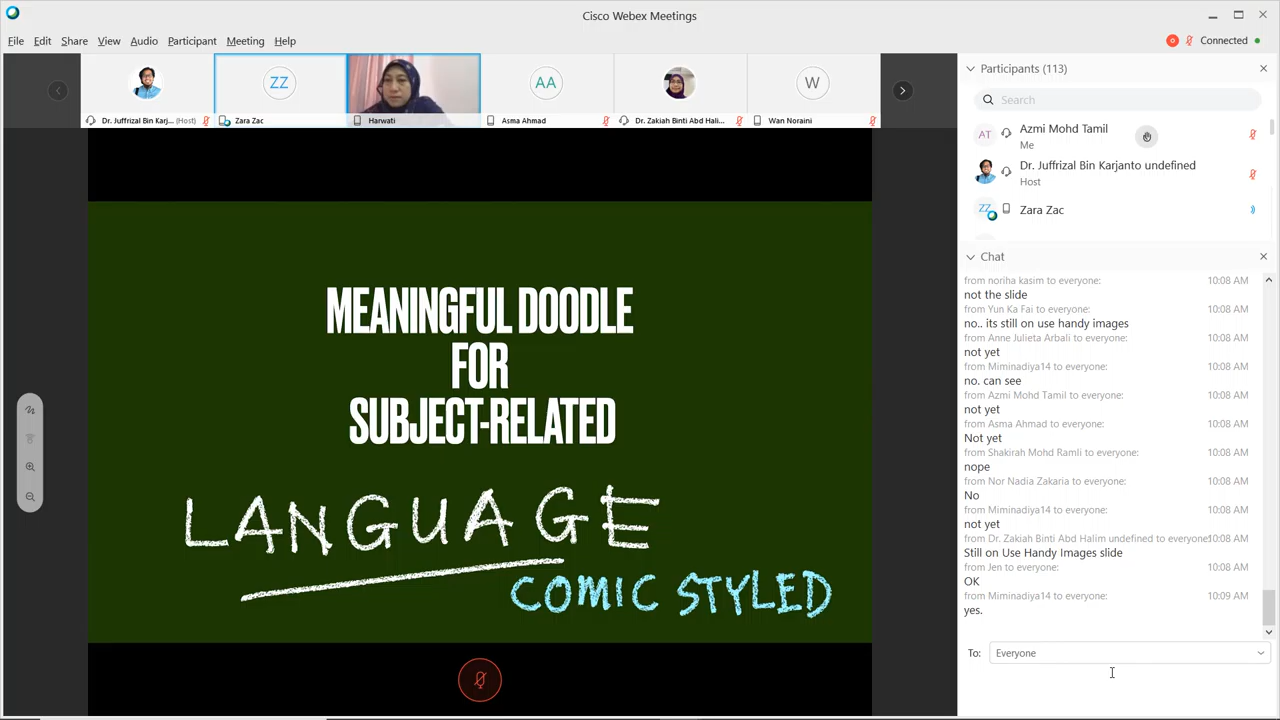 Cisco Webex Meetings
File Edit Share View Audio Participant Meeting Help
Connected
ZZ
AA
W
Dr. Juffrizal Bin Karj... (Host)
Zara Zac
Harwati
Asma Ahmad
Dr. Zakiah Binti Abd Hali...
Wan Noraini
MEANINGFUL DOODLE
FOR
SUBJECT-RELATED
LANGUAGE
COMIC STYLED
Participants (113)
Search
AT
Azmi Mohd Tamil
Me
Dr. Juffrizal Bin Karjanto undefined
Host
ZZ
Zara Zac
Chat
from noriha kasim to everyone: 10:08 AM
not the slide
from Yun Ka Fai to everyone: 10:08 AM
no.. its still on use handy images
from Anne Julieta Arbali to everyone: 10:08 AM
not yet
from Miminadiya14 to everyone: 10:08 AM
no. can see
from Azmi Mohd Tamil to everyone: 10:08 AM
not yet
from Asma Ahmad to everyone: 10:08 AM
Not yet
from Shakirah Mohd Ramli to everyone: 10:08 AM
nope
from Nor Nadia Zakaria to everyone: 10:08 AM
No
from Miminadiya14 to everyone: 10:08 AM
not yet
from Dr. Zakiah Binti Abd Halim undefined to everyone: 10:08 AM
Still on Use Handy Images slide
from Jen to everyone: 10:08 AM
OK
from Miminadiya14 to everyone: 10:09 AM
yes.
To: Everyone